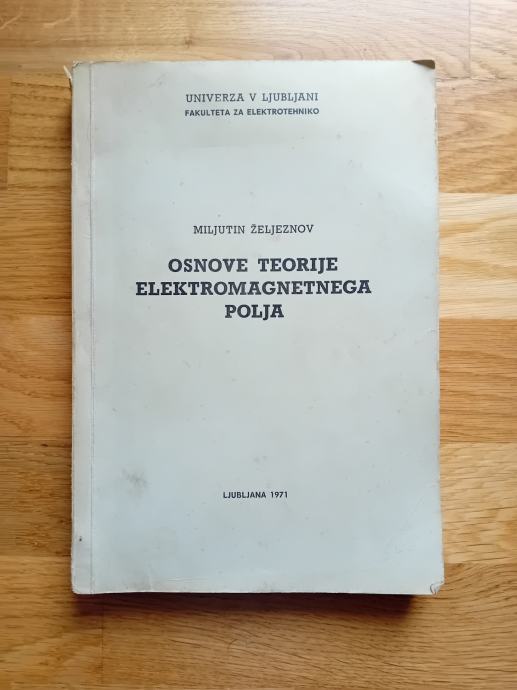 UNIVERZA V LJUBLJANI
FAKULTETA ZA ELEKTROTEHNIKO
MILJUTIN ŽELJEZNOV
OSNOVE TEORIJE
ELEKTROMAGNETNEGA
POLJA
LJUBLJANA 1971